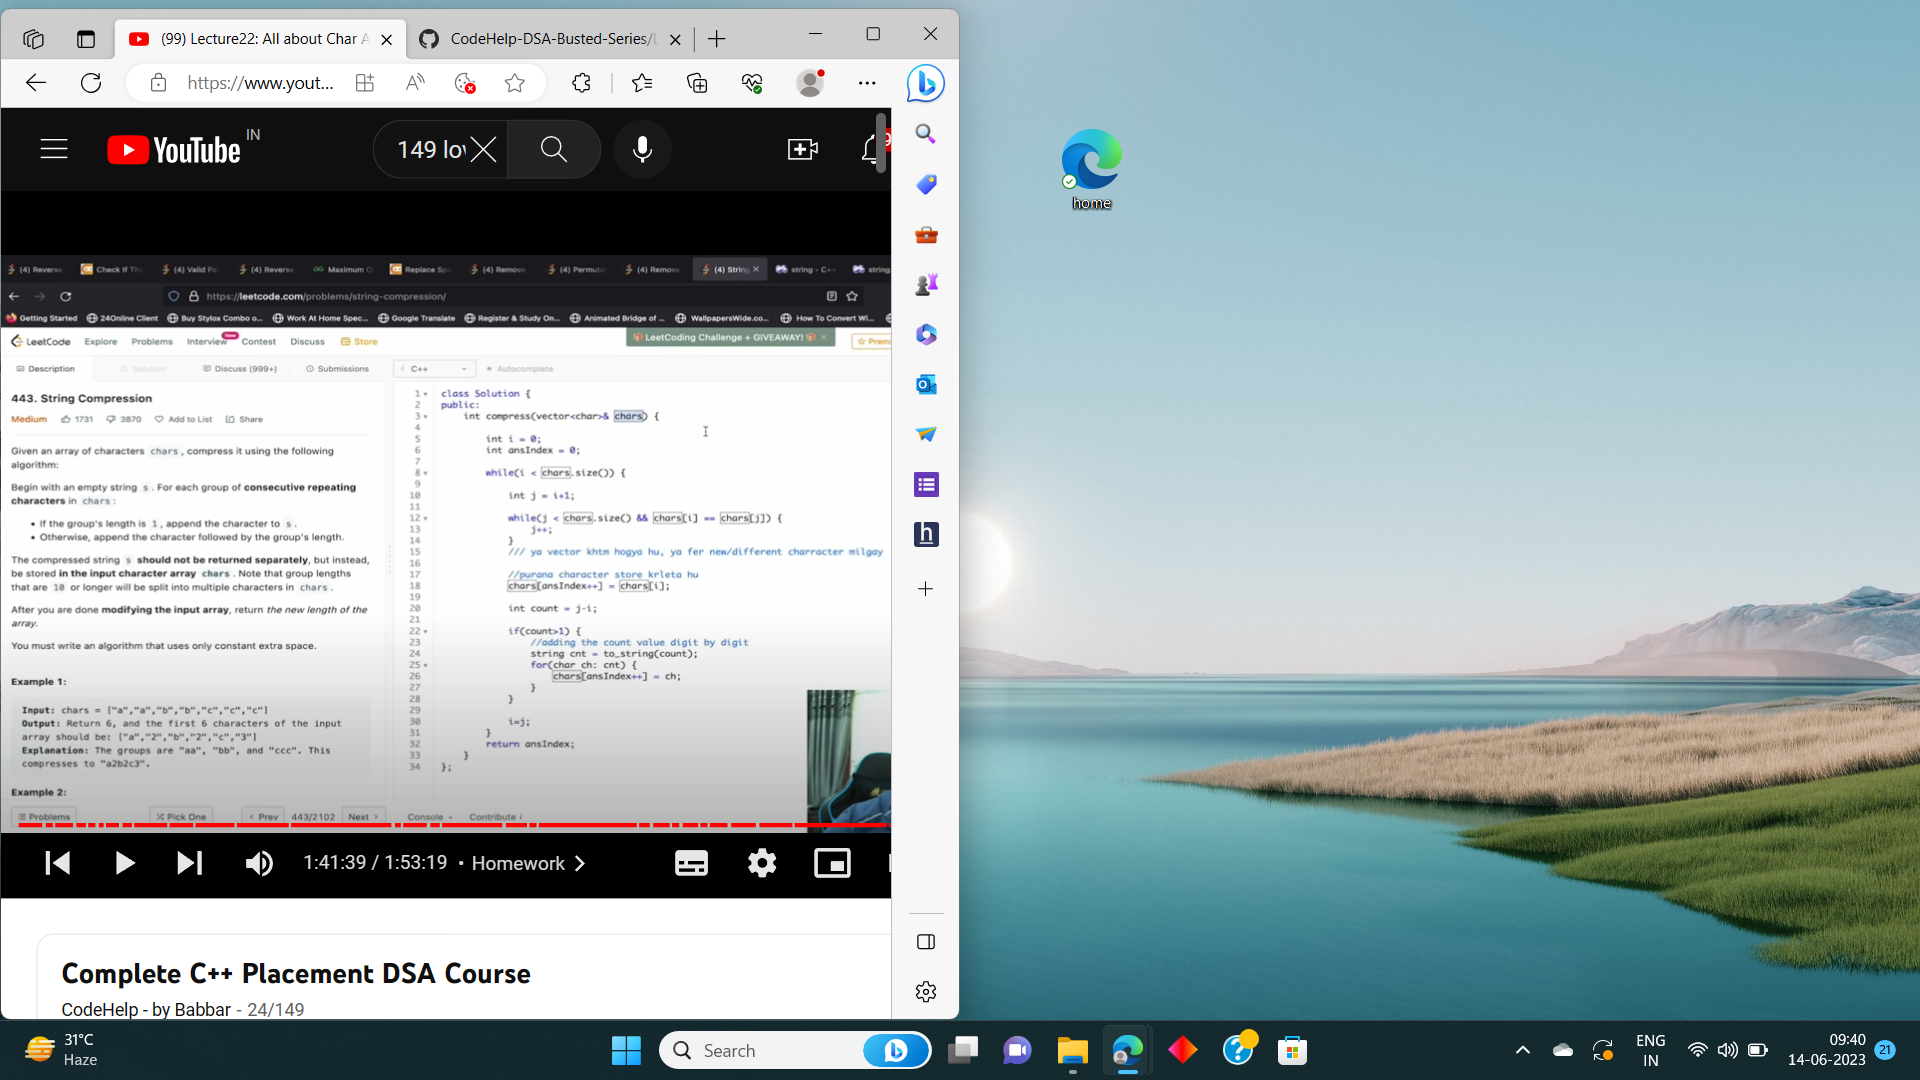 (99) Lecture22: All about Char A
CodeHelp-DSA-Busted-Series/L
https://www.yout...
YouTube IN
149 lov
9
(4) Reverse
Check If The
(4) Valid Pa
(4) Reverse
Maximum O
Replace Spa
(4) Remove
(4) Permuta
(4) Remove
(4) String
string - C++
string
https://leetcode.com/problems/string-compression/
Getting Started
24Online Client
Buy Stylox Combo o...
Work At Home Spec...
Google Translate
Register & Study On...
Animated Bridge of ...
WallpapersWide.co...
How To Convert Wi...
LeetCode
Explore
Problems
Interview
New
Contest
Discuss
Store
LeetCoding Challenge + GIVEAWAY!
Premi
Description
Solution
Discuss (999+)
Submissions
i C++
Autocomplete
443. String Compression
Medium 1731 3870 Add to List Share
Given an array of characters chars, compress it using the following
algorithm:
Begin with an empty string s. For each group of consecutive repeating
characters in chars:
• If the group's length is 1, append the character to s.
• Otherwise, append the character followed by the group's length.
The compressed string s should not be returned separately, but instead,
be stored in the input character array chars. Note that group lengths
that are 10 or longer will be split into multiple characters in chars.
After you are done modifying the input array, return the new length of the
array.
You must write an algorithm that uses only constant extra space.
Example 1:
Input: chars = ["a","a","b","b","c","c","c"]
Output: Return 6, and the first 6 characters of the input
array should be: ["a","2","b","2","c","3"]
Explanation: The groups are "aa", "bb", and "ccc". This
compresses to "a2b2c3".
Example 2:
Problems
Pick One
< Prev
443/2102
Next >
1 class Solution {
2 public:
3 int compress(vector<char>& chars) {
4
5 int i = 0;
6 int ansIndex = 0;
7
8 while(i < chars.size()) {
9
10 int j = i+1;
11
12 while(j < chars.size() && chars[i] == chars[j]) {
13 j++;
14 }
15 /// ya vector khtm hogya hu, ya fer new/different charracter milgay
16
17 //purana character store krleta hu
18 chars[ansIndex++] = chars[i];
19
20 int count = j-i;
21
22 if(count>1) {
23 //adding the count value digit by digit
24 string cnt = to_string(count);
25 for(char ch: cnt) {
26 chars[ansIndex++] = ch;
27 }
28 }
29
30 i=j;
31 }
32 return ansIndex;
33 }
34 };
Console
Contribute i
1:41:39 / 1:53:19 • Homework
Complete C++ Placement DSA Course
CodeHelp - by Babbar - 24/149
home
31°C
Haze
Search
ENG
IN
09:40
14-06-2023
21